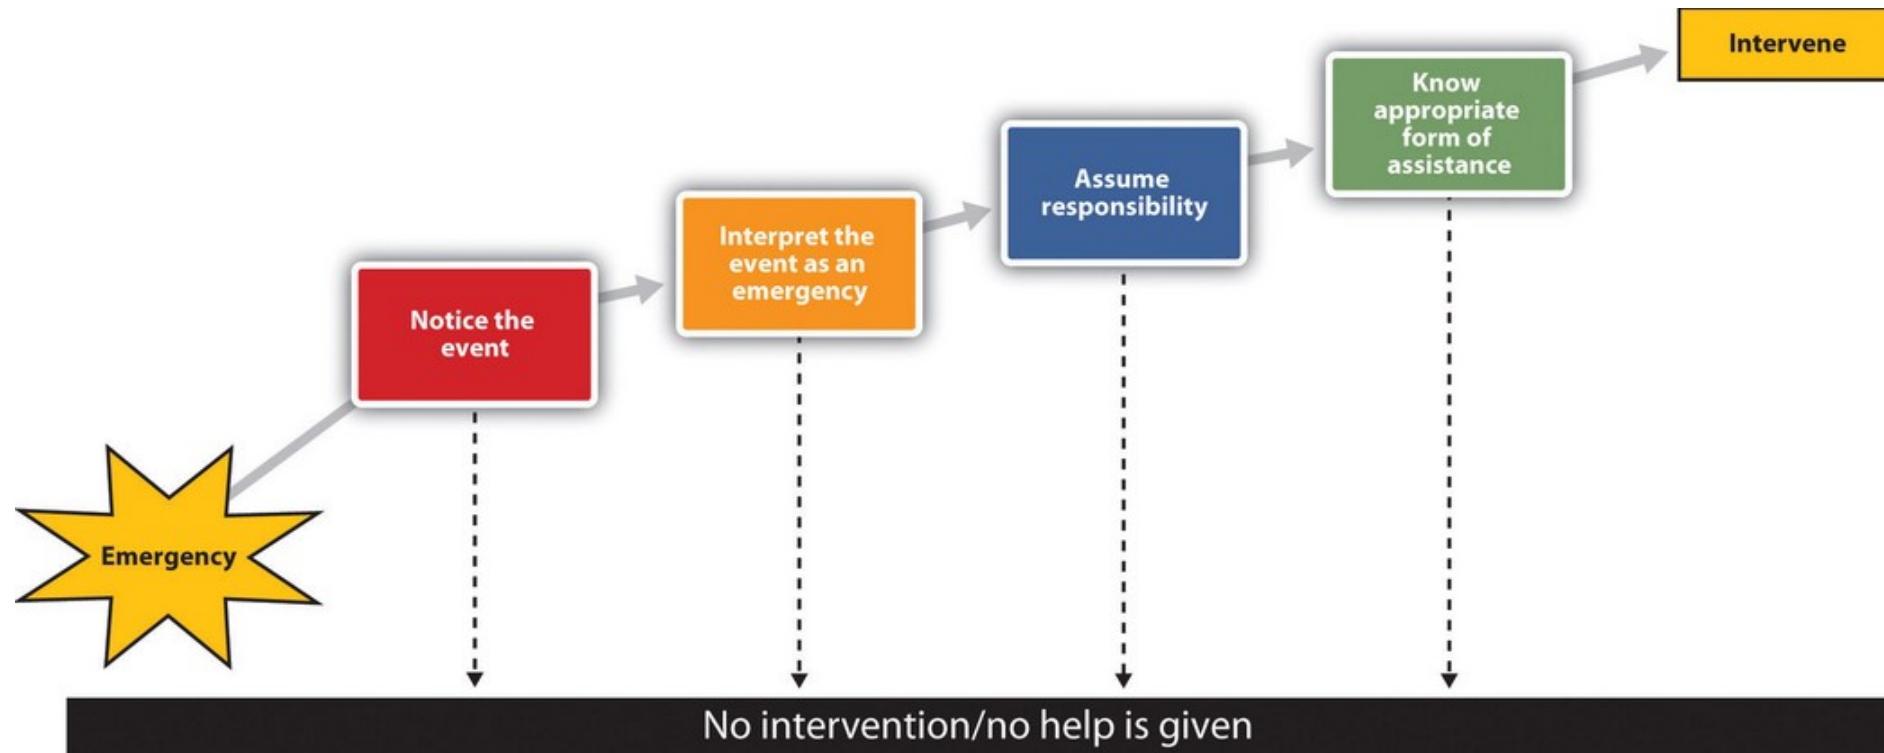 Emergency
Notice the
event
Interpret the
event as an
emergency
Assume
responsibility
Know
appropriate
form of
assistance
Intervene
No intervention/no help is given